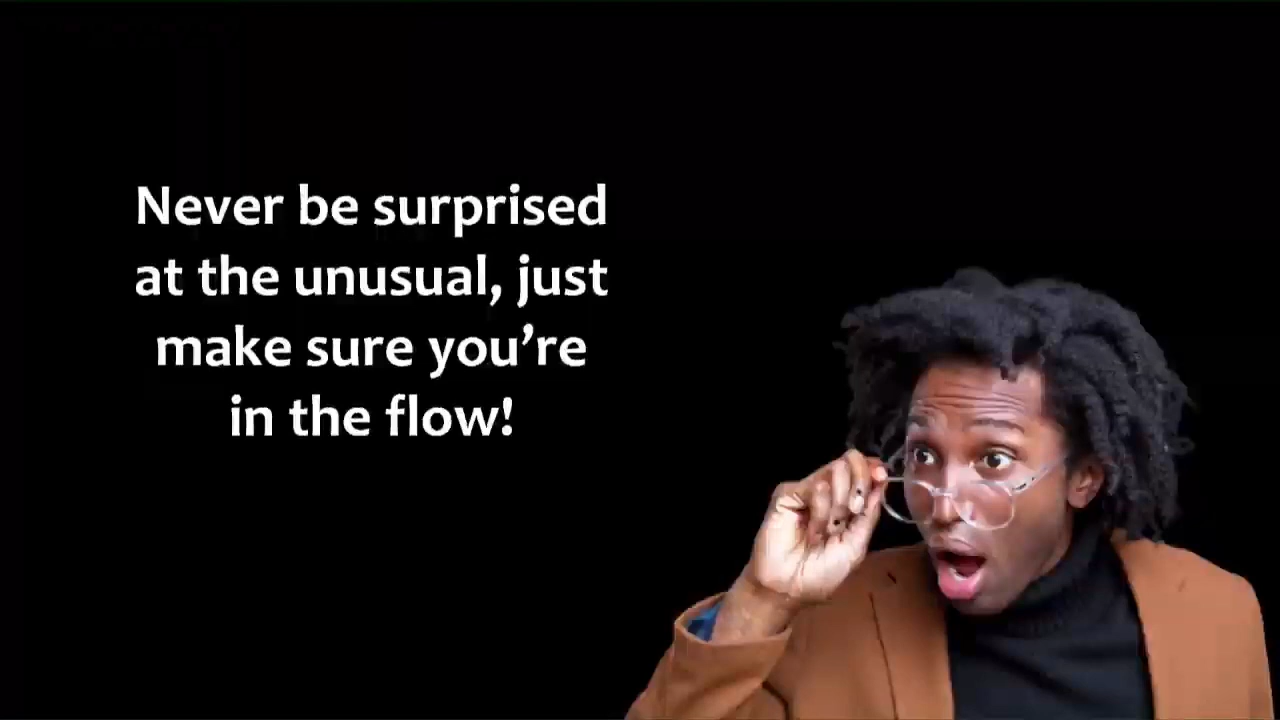 Never be surprised
at the unusual, just
make sure you’re
in the flow!